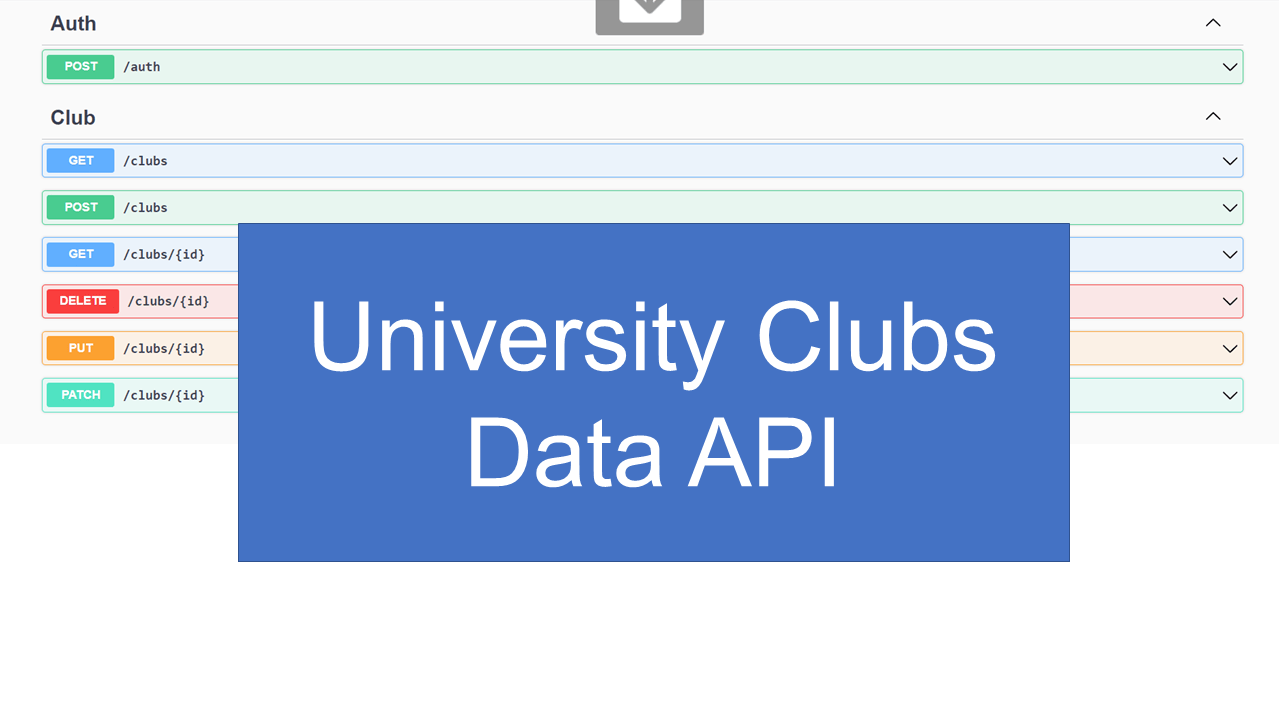 Auth
POST /auth
Club
GET /clubs
POST /clubs
GET /clubs/{id}
DELETE /clubs/{id}
PUT /clubs/{id}
PATCH /clubs/{id}
University Clubs
Data API